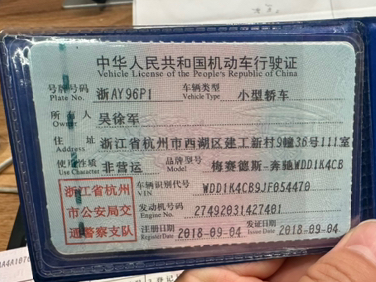 中华人民共和国机动车行驶证
Vehicle License of the People's Republic of China
号牌号码 浙AY96P1 车辆类型 小型轿车
Plate No. Vehicle Type
所有人 吴徐军
Owner
住址 浙江省杭州市西湖区建工新村9幢36号111室
Address
使用性质 非营运 品牌型号 梅赛德斯-奔驰WDD1K4CB
Use Character Model
浙江省杭州
市公安局交
通警察支队
车辆识别代号 WDD1K4CB9JF054470
VIN
发动机号码 27492031427401
Engine No.
注册日期 2018-09-04 发证日期 2018-09-04
Register Date Issue Date